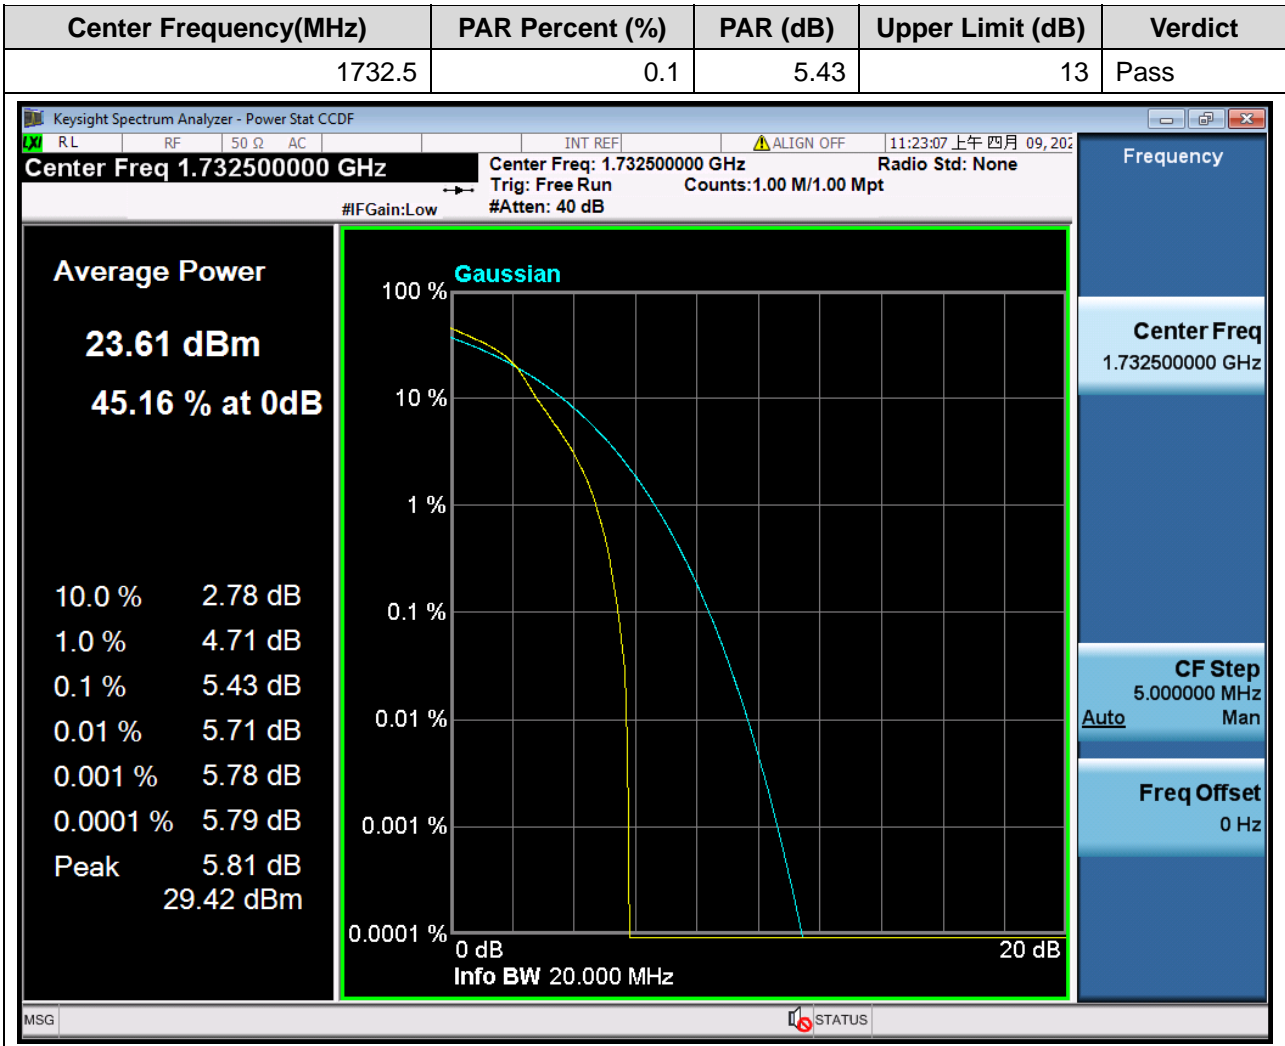 Center Frequency(MHz) PAR Percent (%) PAR (dB) Upper Limit (dB) Verdict
1732.5 0.1 5.43 13 Pass
Keysight Spectrum Analyzer - Power Stat CCDF
LXI RL RF 50 Ω AC INT REF ALIGN OFF 11:23:07 上午 四月 09, 202
Center Freq 1.732500000 GHz
Center Freq: 1.732500000 GHz Radio Std: None
Trig: Free Run Counts:1.00 M/1.00 Mpt
#IFGain:Low #Atten: 40 dB
Average Power
23.61 dBm
45.16 % at 0dB
10.0 % 2.78 dB
1.0 % 4.71 dB
0.1 % 5.43 dB
0.01 % 5.71 dB
0.001 % 5.78 dB
0.0001 % 5.79 dB
Peak 5.81 dB
29.42 dBm
Gaussian
100 %
10 %
1 %
0.1 %
0.01 %
0.001 %
0.0001 %
0 dB 20 dB
Info BW 20.000 MHz
Frequency
Center Freq
1.732500000 GHz
CF Step
5.000000 MHz
Auto Man
Freq Offset
0 Hz
MSG STATUS